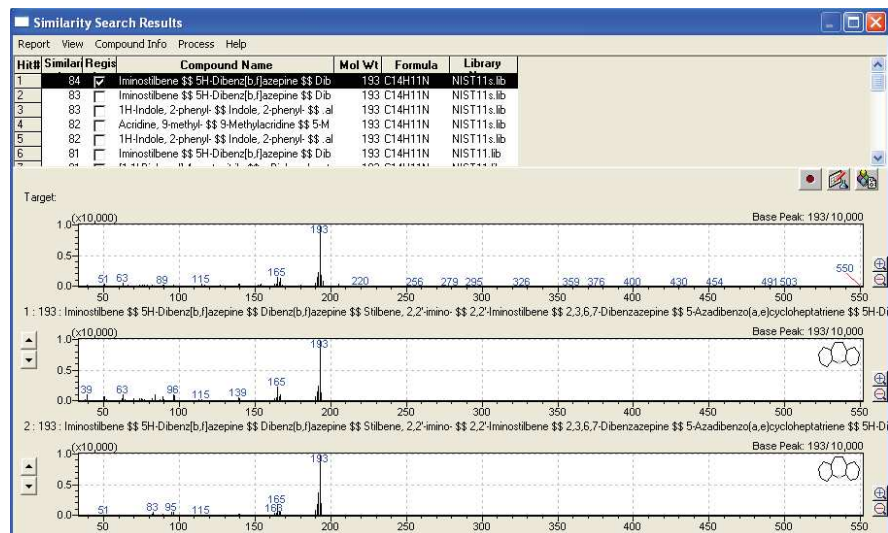 Similarity Search Results
Report View Compound Info Process Help
Hit# Similari Regis Compound Name Mol Wt Formula Library
1 84 Iminostilbene $$ 5H-Dibenz[b,f]azepine $$ Dib 193 C14H11N NIST11s.lib
2 83 Iminostilbene $$ 5H-Dibenz[b,f]azepine $$ Dib 193 C14H11N NIST11s.lib
3 83 1H-Indole, 2-phenyl- $$ Indole, 2-phenyl- $$ .al 193 C14H11N NIST11s.lib
4 82 Acridine, 9-methyl- $$ 9-Methylacridine $$ 5-M 193 C14H11N NIST11s.lib
5 82 1H-Indole, 2-phenyl- $$ Indole, 2-phenyl- $$ .al 193 C14H11N NIST11s.lib
6 81 Iminostilbene $$ 5H-Dibenz[b,f]azepine $$ Dib 193 C14H11N NIST11.lib
Target:
(x10,000) Base Peak: 193/10,000
1.0 193
0.5 550
0.0 51 63 89 115 165 220 256 279 295 326 359 376 400 430 454 491 503
50 100 150 200 250 300 350 400 450 500 550
1 : 193 : Iminostilbene $$ 5H-Dibenz[b,f]azepine $$ Dibenz(b,f)azepine $$ Stilbene, 2,2'-imino- $$ 2,2'-Iminostilbene $$ 2,3,6,7-Dibenzazepine $$ 5-Azadibenzo(a,e)cycloheptatriene $$ 5H-Di
(x10,000) Base Peak: 193/10,000
1.0 193
0.5
0.0 39 63 96 115 139 165
50 100 150 200 250 300 350 400 450 500 550
2 : 193 : Iminostilbene $$ 5H-Dibenz[b,f]azepine $$ Dibenz(b,f)azepine $$ Stilbene, 2,2'-imino- $$ 2,2'-Iminostilbene $$ 2,3,6,7-Dibenzazepine $$ 5-Azadibenzo(a,e)cycloheptatriene $$ 5H-Di
(x10,000) Base Peak: 193/10,000
1.0 193
0.5
0.0 51 83 95 115 165 163
50 100 150 200 250 300 350 400 450 500 550